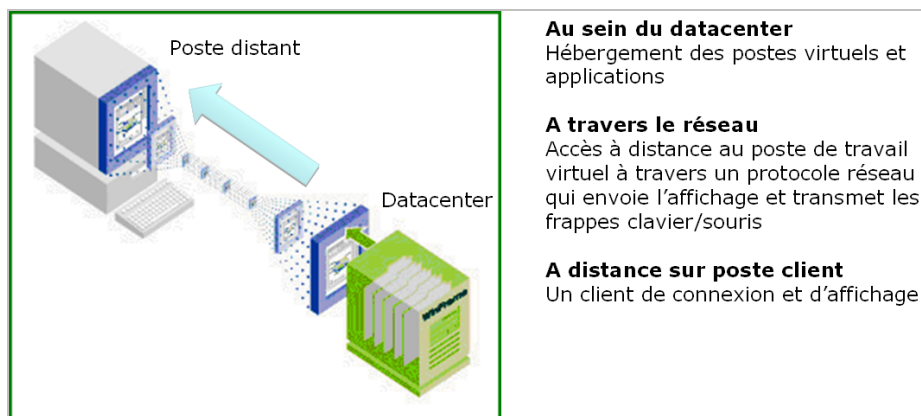 Poste distant
Datacenter
WinFrame
Au sein du datacenter
Hébergement des postes virtuels et
applications
A travers le réseau
Accès à distance au poste de travail
virtuel à travers un protocole réseau
qui envoie l'affichage et transmet les
frappes clavier/souris
A distance sur poste client
Un client de connexion et d'affichage